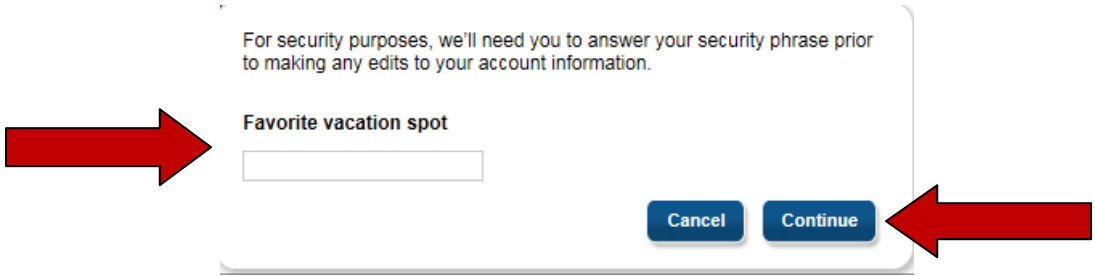 For security purposes, we'll need you to answer your security phrase prior
to making any edits to your account information.
Favorite vacation spot
Cancel Continue